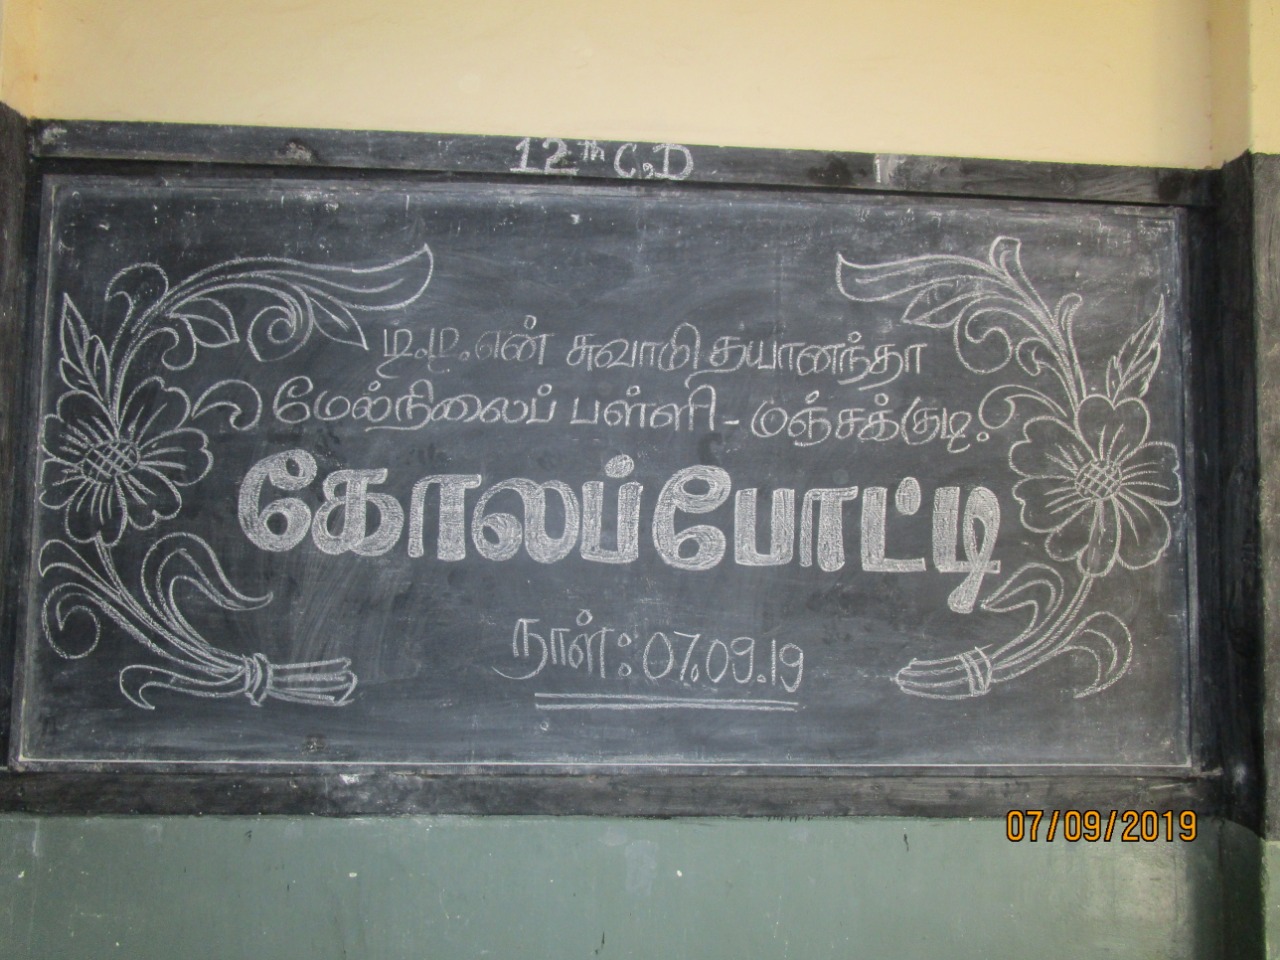 12th C,D
டி.டி.என் சுவாமி தயானந்தா
மேல்நிலைப் பள்ளி - மஞ்சக்குடி.
கோலப்போட்டி
நாள்: 07.09.19
07/09/2019